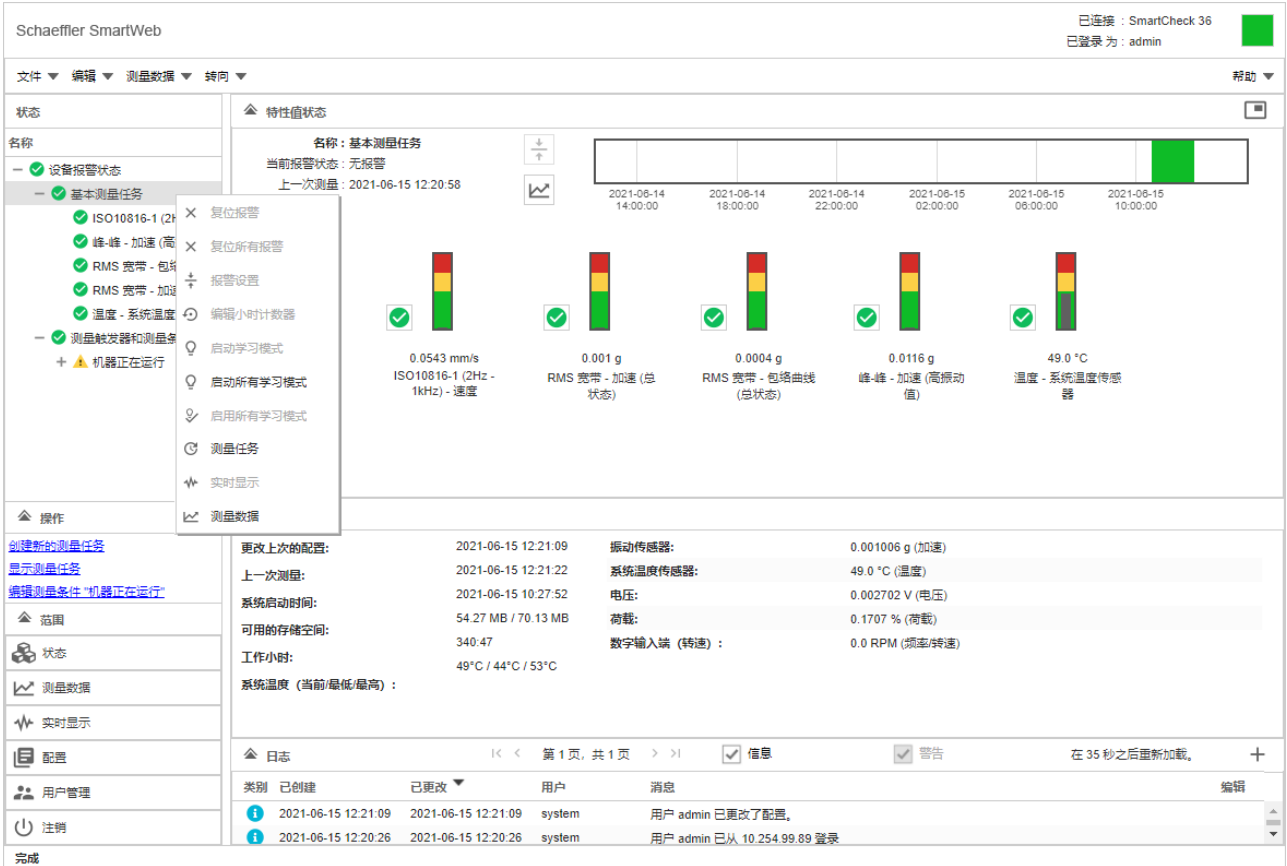 Schaeffler SmartWeb
已连接 : SmartCheck 36
已登录 为 : admin
文件 编辑 测量数据 转向 帮助
状态
名称
设备报警状态
基本测量任务
ISO10816-1 (2H
峰-峰 - 加速 (高
RMS 宽带 - 包络
RMS 宽带 - 加速
温度 - 系统温度
测量触发器和测量条
机器正在运行
复位报警
复位所有报警
报警设置
编辑小时计数器
启动学习模式
启动所有学习模式
启用所有学习模式
测量任务
实时显示
测量数据
操作
创建新的测量任务
显示测量任务
编辑测量条件 "机器正在运行"
范围
状态
测量数据
实时显示
配置
用户管理
注销
特性值状态
名称 : 基本测量任务
当前报警状态 : 无报警
上一次测量 : 2021-06-15 12:20:58
2021-06-14 14:00:00
2021-06-14 18:00:00
2021-06-14 22:00:00
2021-06-15 02:00:00
2021-06-15 06:00:00
2021-06-15 10:00:00
0.0543 mm/s
ISO10816-1 (2Hz -
1kHz) - 速度
0.001 g
RMS 宽带 - 加速 (总
状态)
0.0004 g
RMS 宽带 - 包络曲线
(总状态)
0.0116 g
峰-峰 - 加速 (高振动
值)
49.0 °C
温度 - 系统温度传感
器
更改上次的配置: 2021-06-15 12:21:09
上一次测量: 2021-06-15 12:21:22
系统启动时间: 2021-06-15 10:27:52
可用的存储空间: 54.27 MB / 70.13 MB
工作小时: 340:47
系统温度（当前/最低/最高）: 49°C / 44°C / 53°C
振动传感器: 0.001006 g (加速)
系统温度传感器: 49.0 °C (温度)
电压: 0.002702 V (电压)
荷载: 0.1707 % (荷载)
数字输入端（转速）: 0.0 RPM (频率/转速)
日志 第 1 页, 共 1 页 信息 警告 在 35 秒之后重新加载。
类别 已创建 已更改 用户 消息 编辑
2021-06-15 12:21:09 2021-06-15 12:21:09 system 用户 admin 已更改了配置。
2021-06-15 12:20:26 2021-06-15 12:20:26 system 用户 admin 已从 10.254.99.89 登录
完成